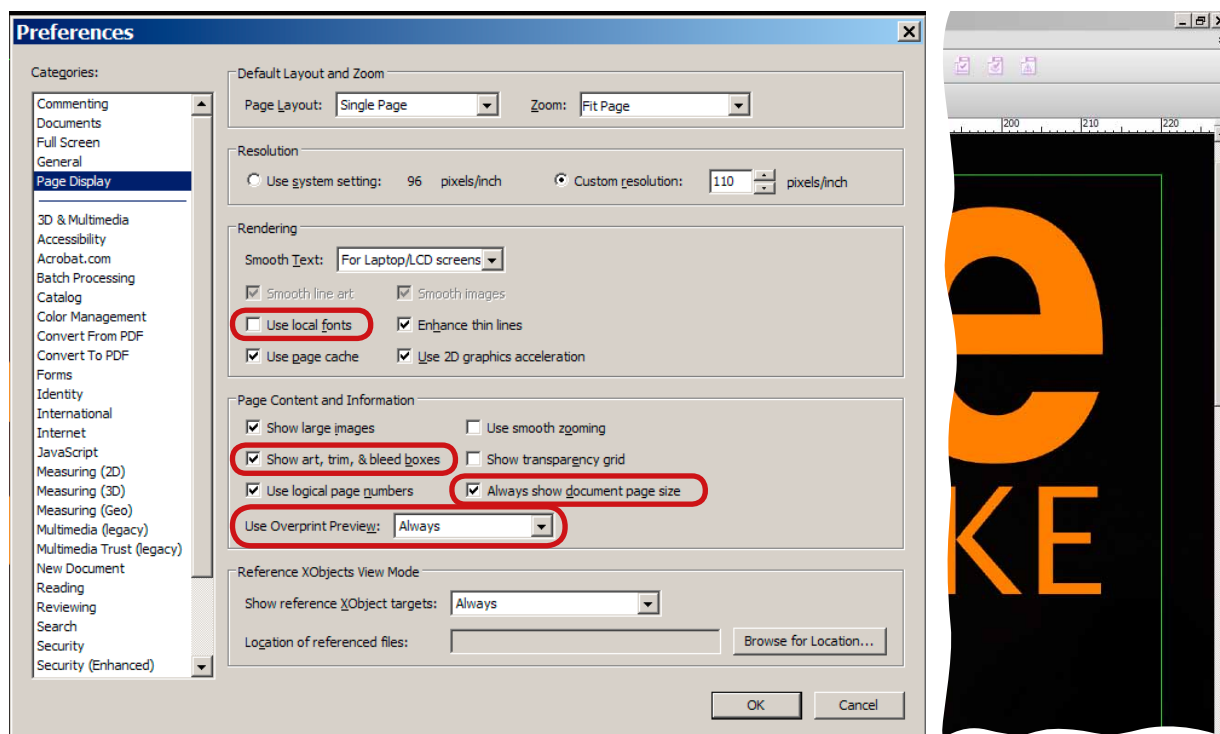 Preferences
Categories:
Commenting
Documents
Full Screen
General
Page Display
3D & Multimedia
Accessibility
Acrobat.com
Batch Processing
Catalog
Color Management
Convert From PDF
Convert To PDF
Forms
Identity
International
Internet
JavaScript
Measuring (2D)
Measuring (3D)
Measuring (Geo)
Multimedia (legacy)
Multimedia Trust (legacy)
New Document
Reading
Reviewing
Search
Security
Security (Enhanced)
Default Layout and Zoom
Page Layout: Single Page Zoom: Fit Page
Resolution
Use system setting: 96 pixels/inch Custom resolution: 110 pixels/inch
Rendering
Smooth Text: For Laptop/LCD screens
Smooth line art Smooth images
Use local fonts Enhance thin lines
Use page cache Use 2D graphics acceleration
Page Content and Information
Show large images Use smooth zooming
Show art, trim, & bleed boxes Show transparency grid
Use logical page numbers Always show document page size
Use Overprint Preview: Always
Reference XObjects View Mode
Show reference XObject targets: Always
Location of referenced files: Browse for Location...
OK Cancel
200 210 220
e
KE